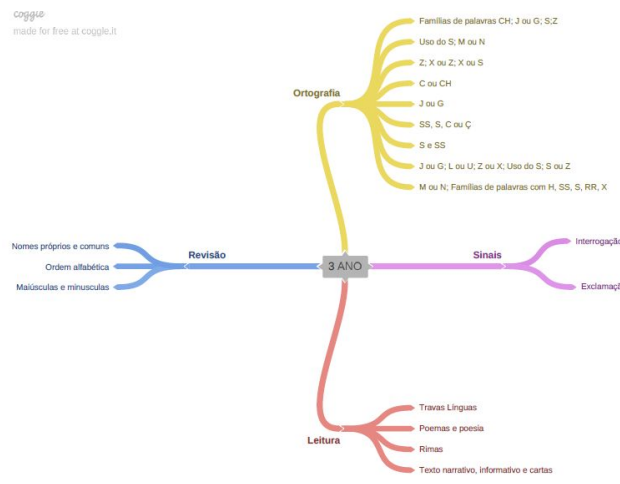 coggle
made for free at coggle.it
Ortografia
Famílias de palavras CH; J ou G; S;Z
Uso do S; M ou N
Z; X ou Z; X ou S
C ou CH
J ou G
SS, S, C ou Ç
S e SS
J ou G; L ou U; Z ou X; Uso do S; S ou Z
M ou N; Famílias de palavras com H, SS, S, RR, X
Revisão
Nomes próprios e comuns
Ordem alfabética
Maiúsculas e minusculas
3 ANO
Sinais
Interrogação
Exclamaçã
Leitura
Travas Línguas
Poemas e poesia
Rimas
Texto narrativo, informativo e cartas